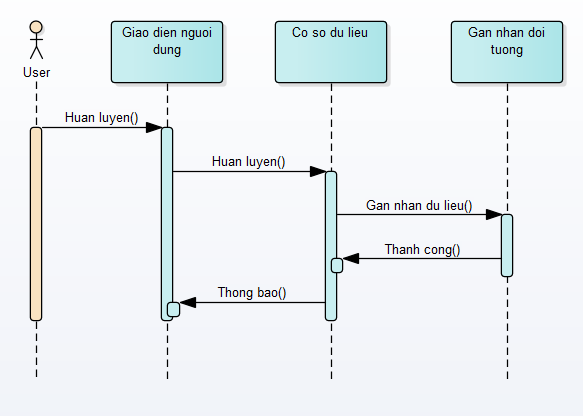 Giao dien nguoi
dung
Co so du lieu
Gan nhan doi
tuong
User
Huan luyen()
Huan luyen()
Gan nhan du lieu()
Thanh cong()
Thong bao()